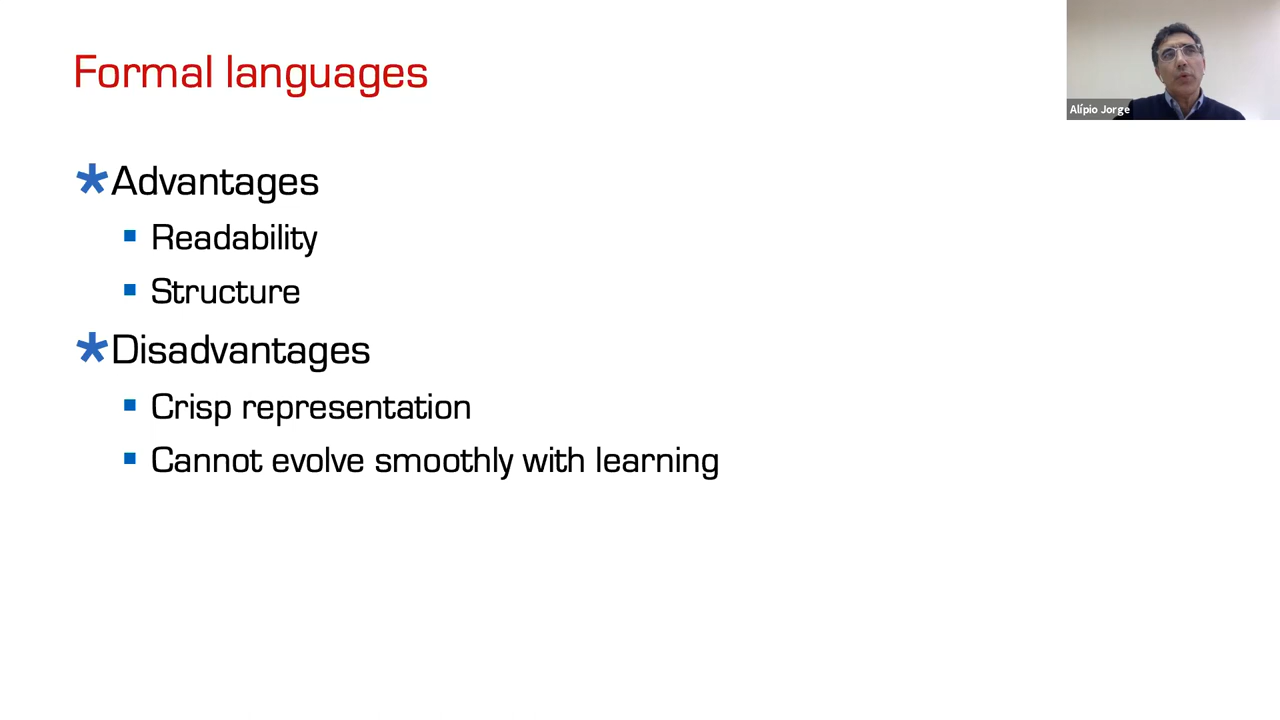 Formal languages
Alípio Jorge
Advantages
Readability
Structure
Disadvantages
Crisp representation
Cannot evolve smoothly with learning